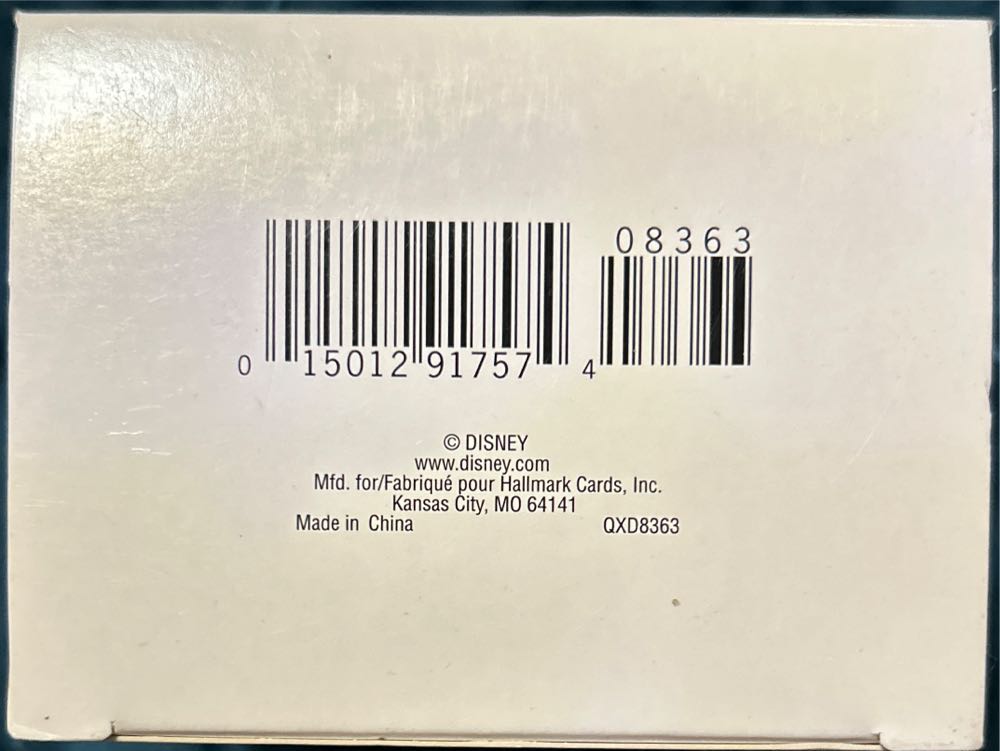 08363
0 15012 91757 4
© DISNEY
www.disney.com
Mfd. for/Fabriqué pour Hallmark Cards, Inc.
Kansas City, MO 64141
Made in China QXD8363